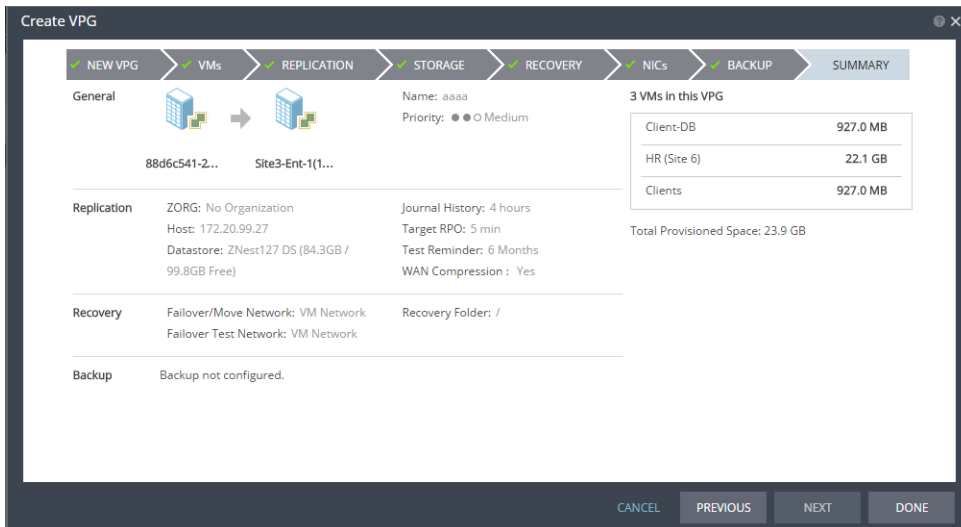 Create VPG
NEW VPG
VMs
REPLICATION
STORAGE
RECOVERY
NICs
BACKUP
SUMMARY
General
88d6c541-2...
Site3-Ent-1(1...
Name: aaaa
Priority: Medium
Replication
ZORG: No Organization
Host: 172.20.99.27
Datastore: ZNest127 DS (84.3GB /
99.8GB Free)
Journal History: 4 hours
Target RPO: 5 min
Test Reminder: 6 Months
WAN Compression : Yes
Recovery
Failover/Move Network: VM Network
Failover Test Network: VM Network
Recovery Folder: /
Backup
Backup not configured.
3 VMs in this VPG
Client-DB 927.0 MB
HR (Site 6) 22.1 GB
Clients 927.0 MB
Total Provisioned Space: 23.9 GB
CANCEL
PREVIOUS
NEXT
DONE